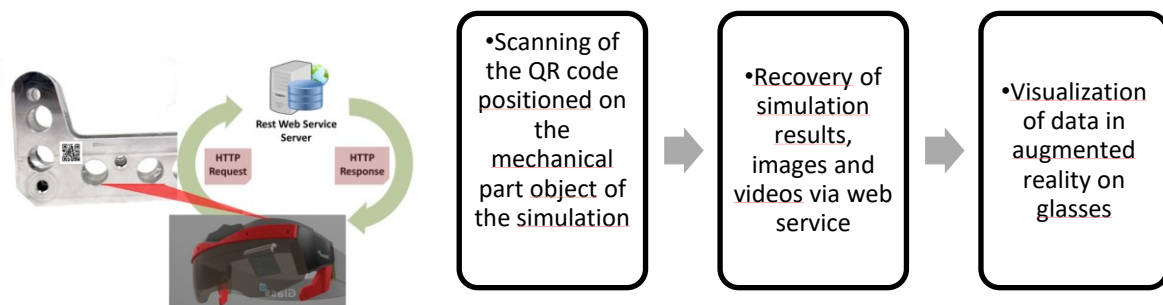 Rest Web Service
Server
HTTP
Request
HTTP
Response
•Scanning of
the QR code
positioned on
the
mechanical
part object of
the simulation
•Recovery of
simulation
results,
images and
videos via web
service
•Visualization
of data in
augmented
reality on
glasses